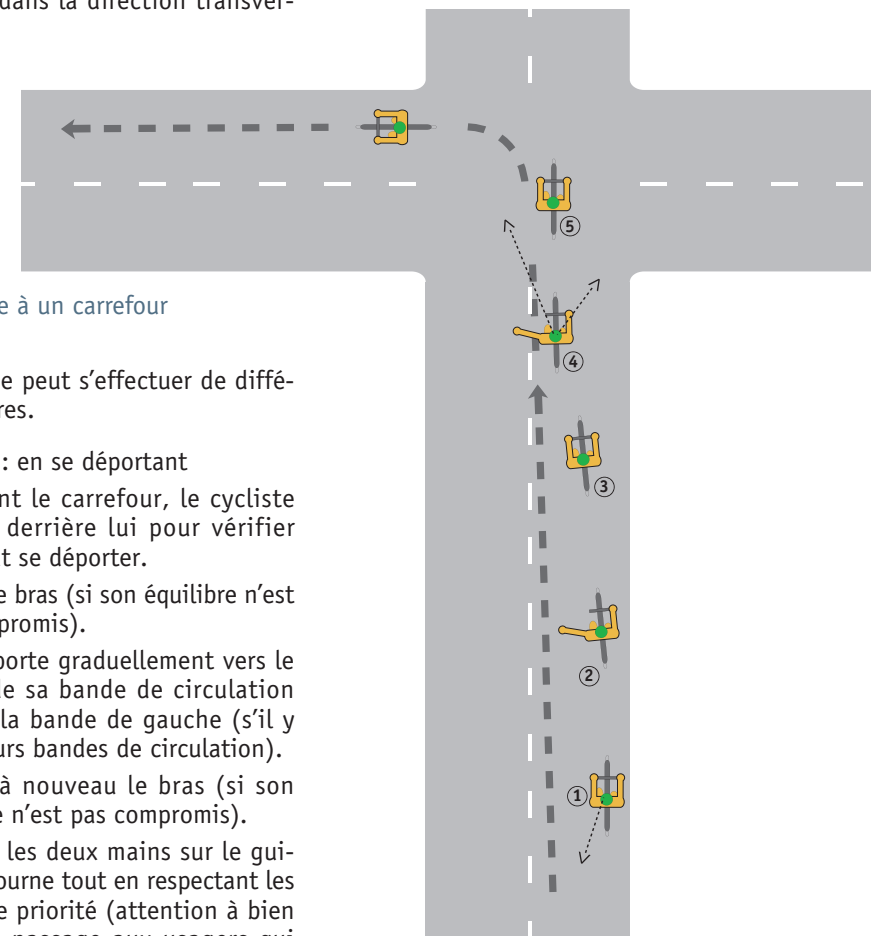 dans la direction transver-
e à un carrefour
e peut s'effectuer de diffé-
res.
: en se déportant
nt le carrefour, le cycliste
derrière lui pour vérifier
t se déporter.
e bras (si son équilibre n'est
promis).
porte graduellement vers le
de sa bande de circulation
la bande de gauche (s'il y
urs bandes de circulation).
à nouveau le bras (si son
e n'est pas compromis).
les deux mains sur le gui-
ourne tout en respectant les
e priorité (attention à bien
passage aux usagers qui
5
4
3
2
1